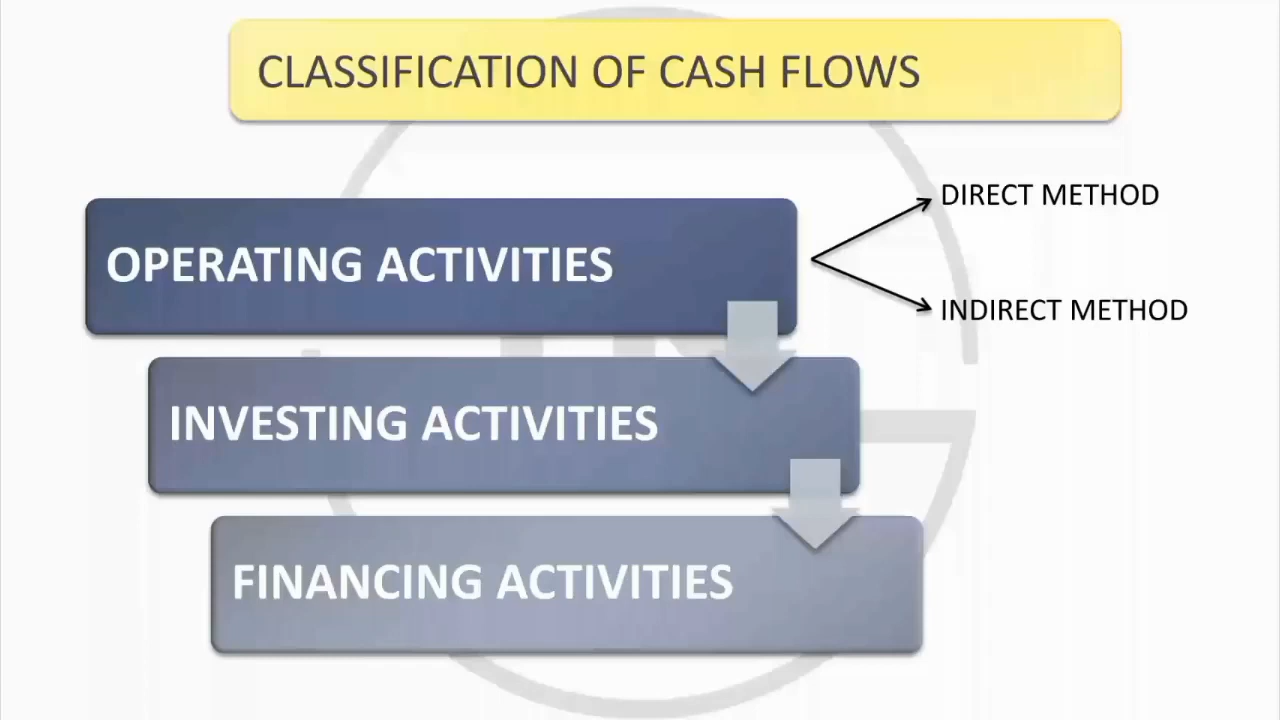 CLASSIFICATION OF CASH FLOWS
OPERATING ACTIVITIES
DIRECT METHOD
INDIRECT METHOD
INVESTING ACTIVITIES
FINANCING ACTIVITIES